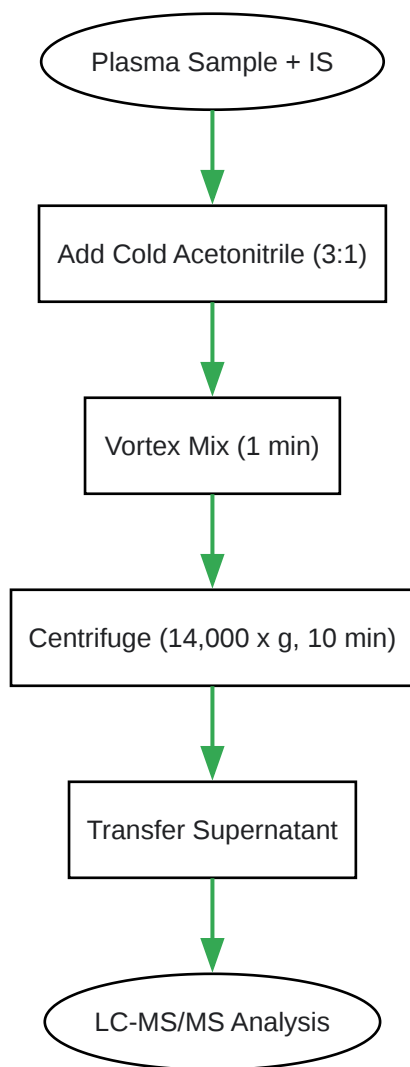 Plasma Sample + IS
Add Cold Acetonitrile (3:1)
Vortex Mix (1 min)
Centrifuge (14,000 x g, 10 min)
Transfer Supernatant
LC-MS/MS Analysis